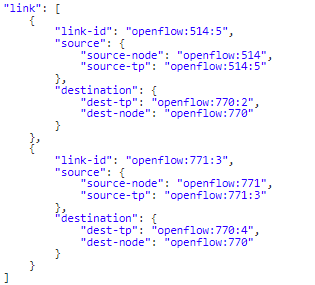 "link": [
    {
        "link-id": "openflow:514:5",
        "source": {
            "source-node": "openflow:514",
            "source-tp": "openflow:514:5"
        },
        "destination": {
            "dest-tp": "openflow:770:2",
            "dest-node": "openflow:770"
        }
    },
    {
        "link-id": "openflow:771:3",
        "source": {
            "source-node": "openflow:771",
            "source-tp": "openflow:771:3"
        },
        "destination": {
            "dest-tp": "openflow:770:4",
            "dest-node": "openflow:770"
        }
    }
]